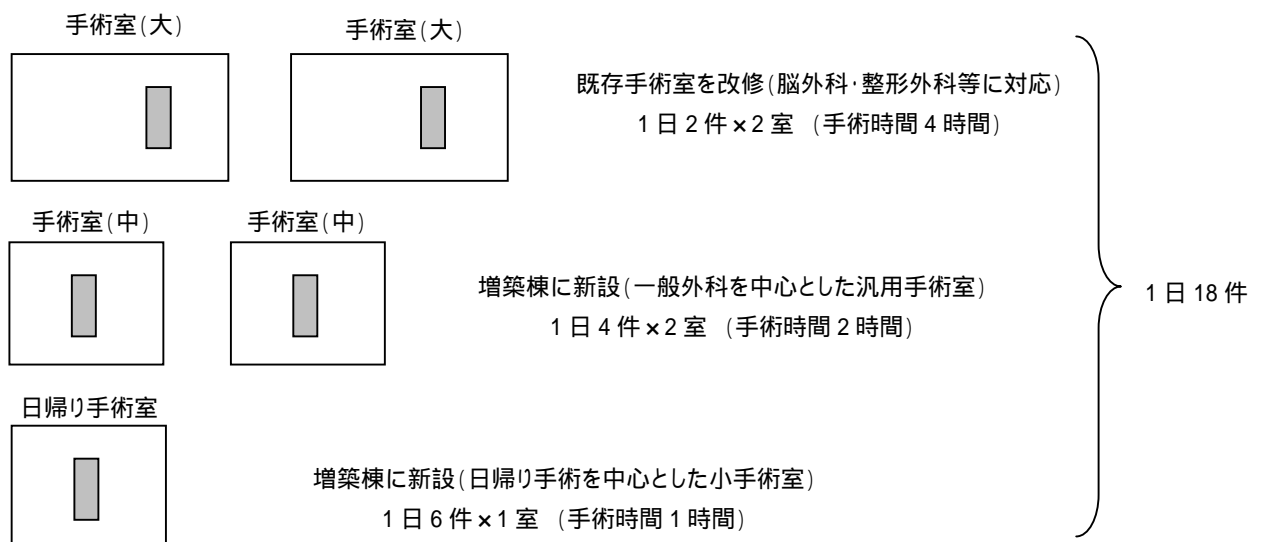 手術室(大)
手術室(大)
既存手術室を改修(脳外科・整形外科等に対応)
1日2件×2室 (手術時間4時間)
手術室(中)
手術室(中)
増築棟に新設(一般外科を中心とした汎用手術室)
1日4件×2室 (手術時間2時間)
1日18件
日帰り手術室
増築棟に新設(日帰り手術を中心とした小手術室)
1日6件×1室 (手術時間1時間)